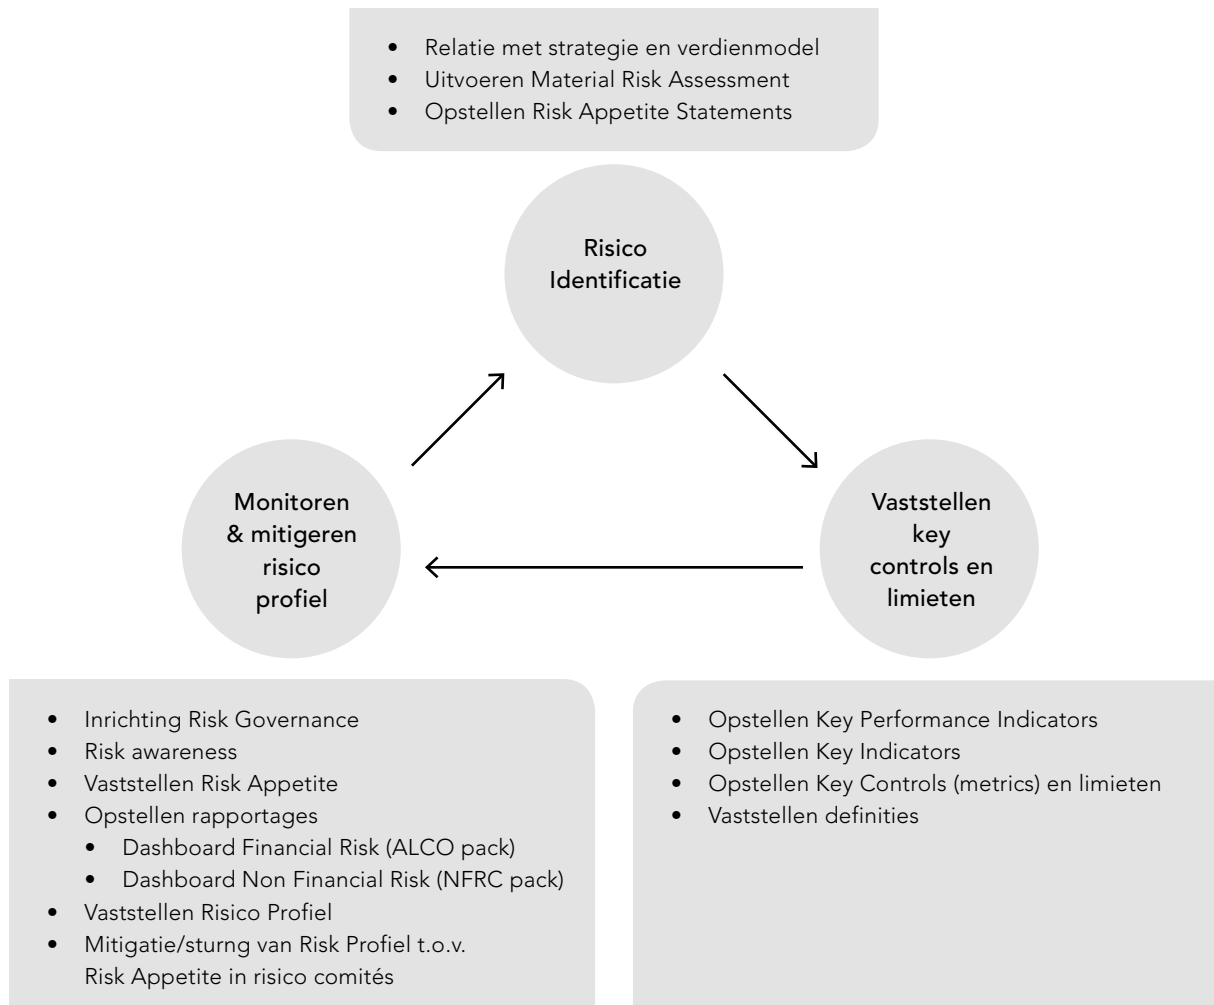 • Relatie met strategie en verdienmodel
• Uitvoeren Material Risk Assessment
• Opstellen Risk Appetite Statements
Risico
Identificatie
Monitoren
& mitigeren
risico
profiel
Vaststellen
key
controls en
limieten
• Inrichting Risk Governance
• Risk awareness
• Vaststellen Risk Appetite
• Opstellen rapportages
• Dashboard Financial Risk (ALCO pack)
• Dashboard Non Financial Risk (NFRC pack)
• Vaststellen Risico Profiel
• Mitigatie/sturng van Risk Profiel t.o.v.
Risk Appetite in risico comités
• Opstellen Key Performance Indicators
• Opstellen Key Indicators
• Opstellen Key Controls (metrics) en limieten
• Vaststellen definities